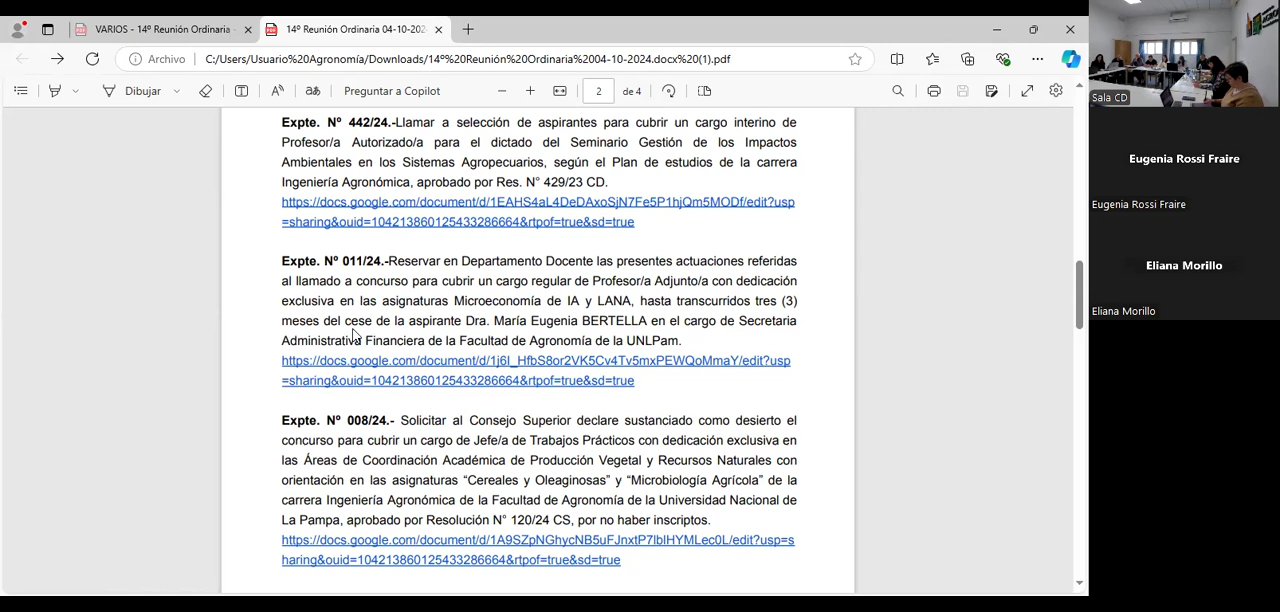 VARIOS - 14º Reunión Ordinaria
14º Reunión Ordinaria 04-10-202
Archivo
C:/Users/Usuario%20Agronomía/Downloads/14º%20Reunión%20Ordinaria%2004-10-2024.docx%20(1).pdf
Dibujar
Preguntar a Copilot
2
de 4
Expte. Nº 442/24.-Llamar a selección de aspirantes para cubrir un cargo interino de
Profesor/a Autorizado/a para el dictado del Seminario Gestión de los Impactos
Ambientales en los Sistemas Agropecuarios, según el Plan de estudios de la carrera
Ingeniería Agronómica, aprobado por Res. N° 429/23 CD.
https://docs.google.com/document/d/1EAHS4aL4DeDAxoSjN7Fe5P1hjQm5MODf/edit?usp
=sharing&ouid=104213860125433286664&rtpof=true&sd=true
Expte. Nº 011/24.-Reservar en Departamento Docente las presentes actuaciones referidas
al llamado a concurso para cubrir un cargo regular de Profesor/a Adjunto/a con dedicación
exclusiva en las asignaturas Microeconomía de IA y LANA, hasta transcurridos tres (3)
meses del cese de la aspirante Dra. María Eugenia BERTELLA en el cargo de Secretaria
Administrativa Financiera de la Facultad de Agronomía de la UNLPam.
https://docs.google.com/document/d/1j6I_HfbS8or2VK5Cv4Tv5mxPEWQoMmaY/edit?usp
=sharing&ouid=104213860125433286664&rtpof=true&sd=true
Expte. Nº 008/24.- Solicitar al Consejo Superior declare sustanciado como desierto el
concurso para cubrir un cargo de Jefe/a de Trabajos Prácticos con dedicación exclusiva en
las Áreas de Coordinación Académica de Producción Vegetal y Recursos Naturales con
orientación en las asignaturas “Cereales y Oleaginosas” y “Microbiología Agrícola” de la
carrera Ingeniería Agronómica de la Facultad de Agronomía de la Universidad Nacional de
La Pampa, aprobado por Resolución N° 120/24 CS, por no haber inscriptos.
https://docs.google.com/document/d/1A9SZpNGhycNB5uFJnxtP7lblHYMLec0L/edit?usp=s
haring&ouid=104213860125433286664&rtpof=true&sd=true
Sala CD
Eugenia Rossi Fraire
Eugenia Rossi Fraire
Eliana Morillo
Eliana Morillo